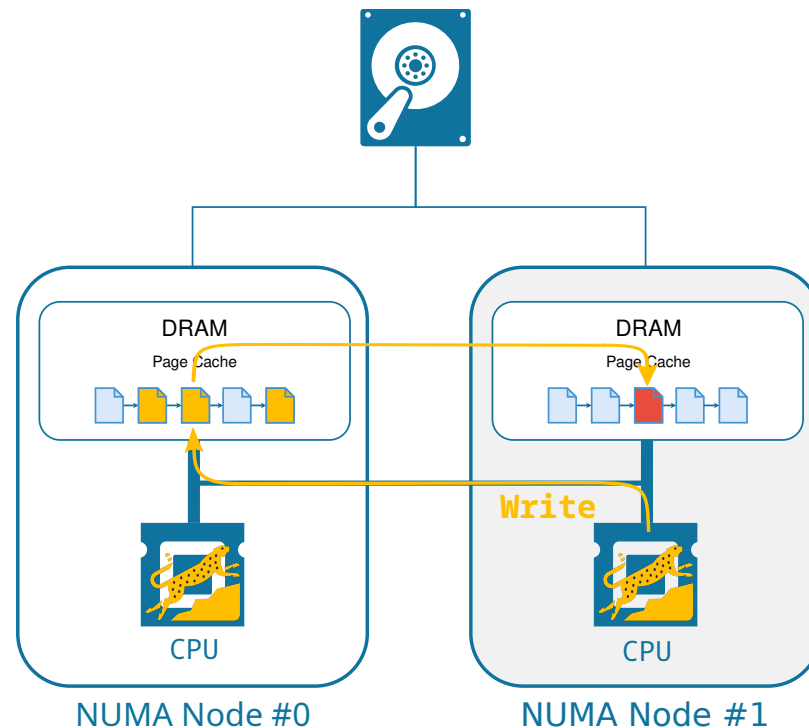 DRAM
Page Cache
DRAM
Page Cache
Write
CPU
CPU
NUMA Node #0
NUMA Node #1